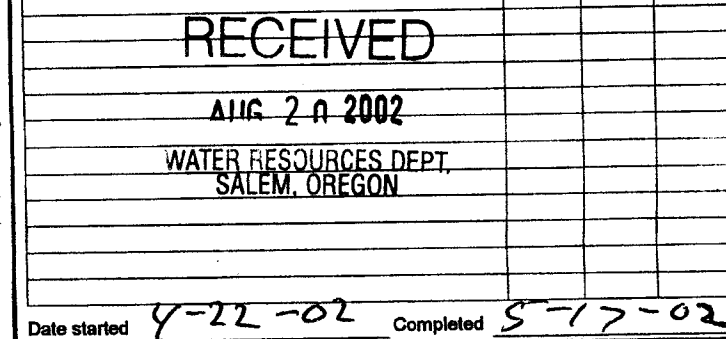 RECEIVED
AUG 20 2002
WATER RESOURCES DEPT.
SALEM, OREGON
Date started 4-22-02 Completed 5-17-02